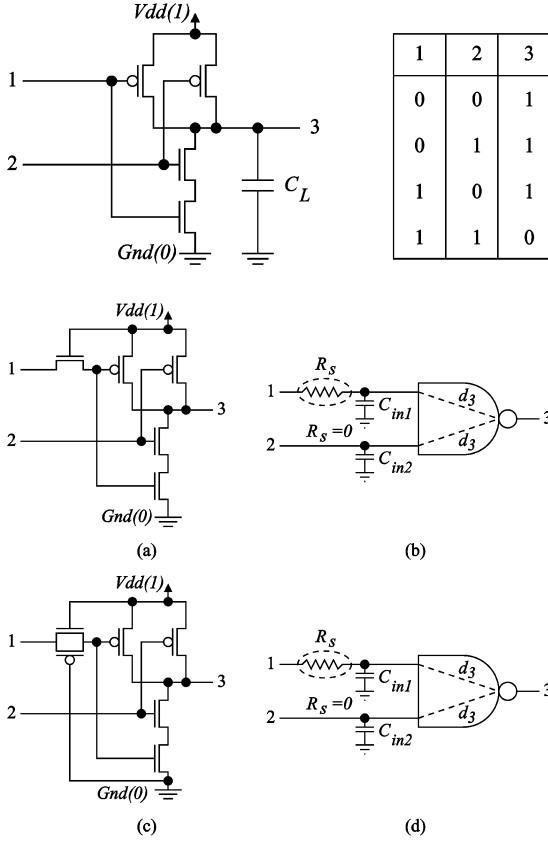 Vdd(1)
1
3
2
C_L
Gnd(0)
1 2 3
0 0 1
0 1 1
1 0 1
1 1 0
Vdd(1)
1
3
2
Gnd(0)
(a)
R_s
1
C_in1
d_3
3
R_s=0
d_3
2
C_in2
(b)
Vdd(1)
1
3
2
Gnd(0)
(c)
R_s
1
C_in1
d_3
3
R_s=0
d_3
2
C_in2
(d)